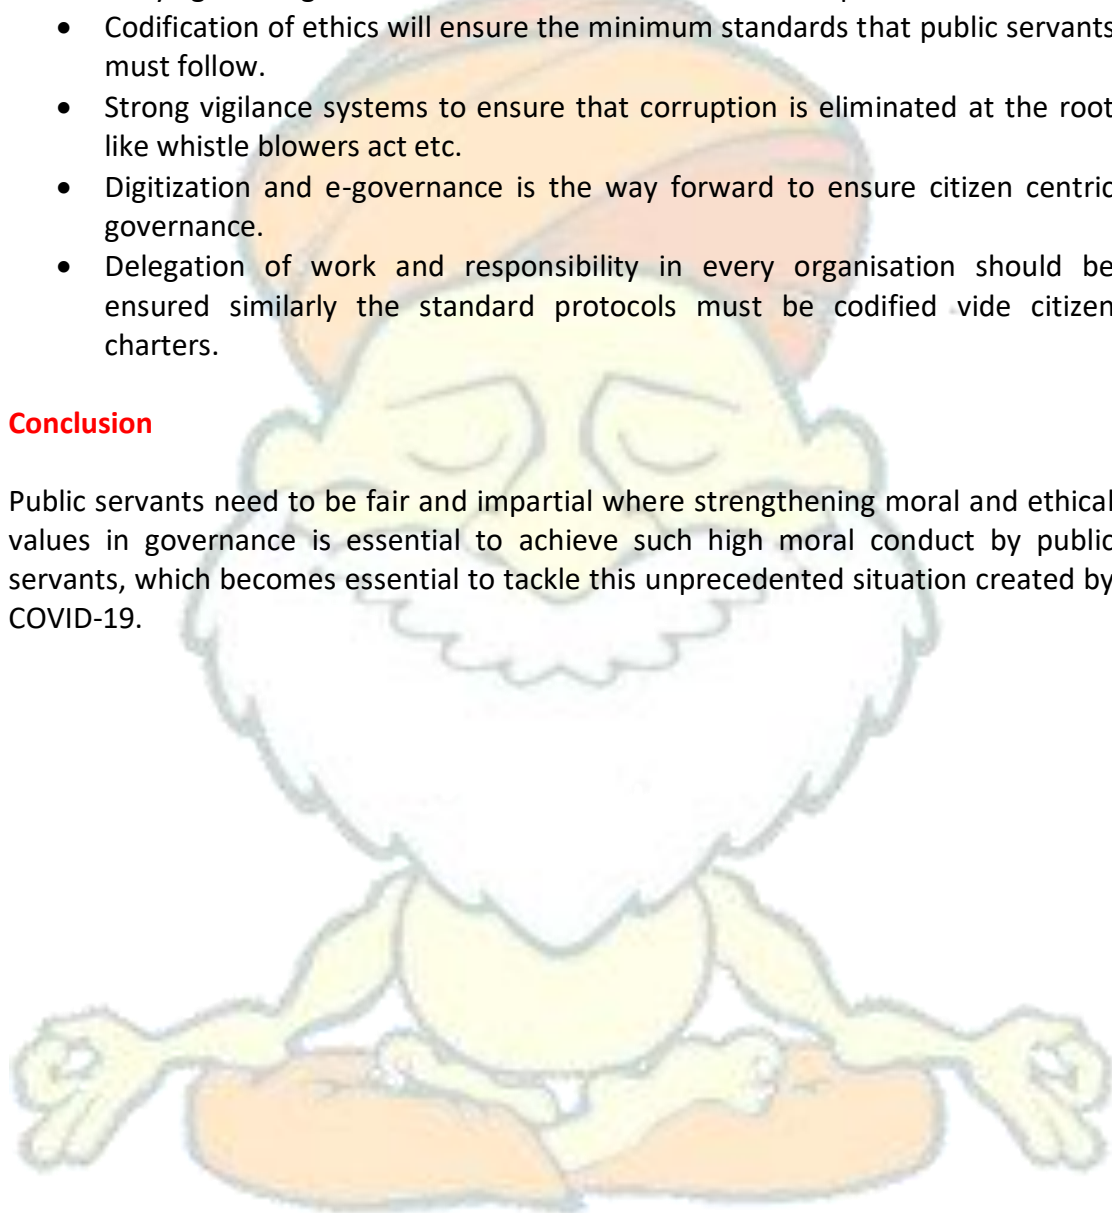 • Codification of ethics will ensure the minimum standards that public servants
must follow.
• Strong vigilance systems to ensure that corruption is eliminated at the root
like whistle blowers act etc.
• Digitization and e-governance is the way forward to ensure citizen centric
governance.
• Delegation of work and responsibility in every organisation should be
ensured similarly the standard protocols must be codified vide citizen
charters.
Conclusion
Public servants need to be fair and impartial where strengthening moral and ethical
values in governance is essential to achieve such high moral conduct by public
servants, which becomes essential to tackle this unprecedented situation created by
COVID-19.